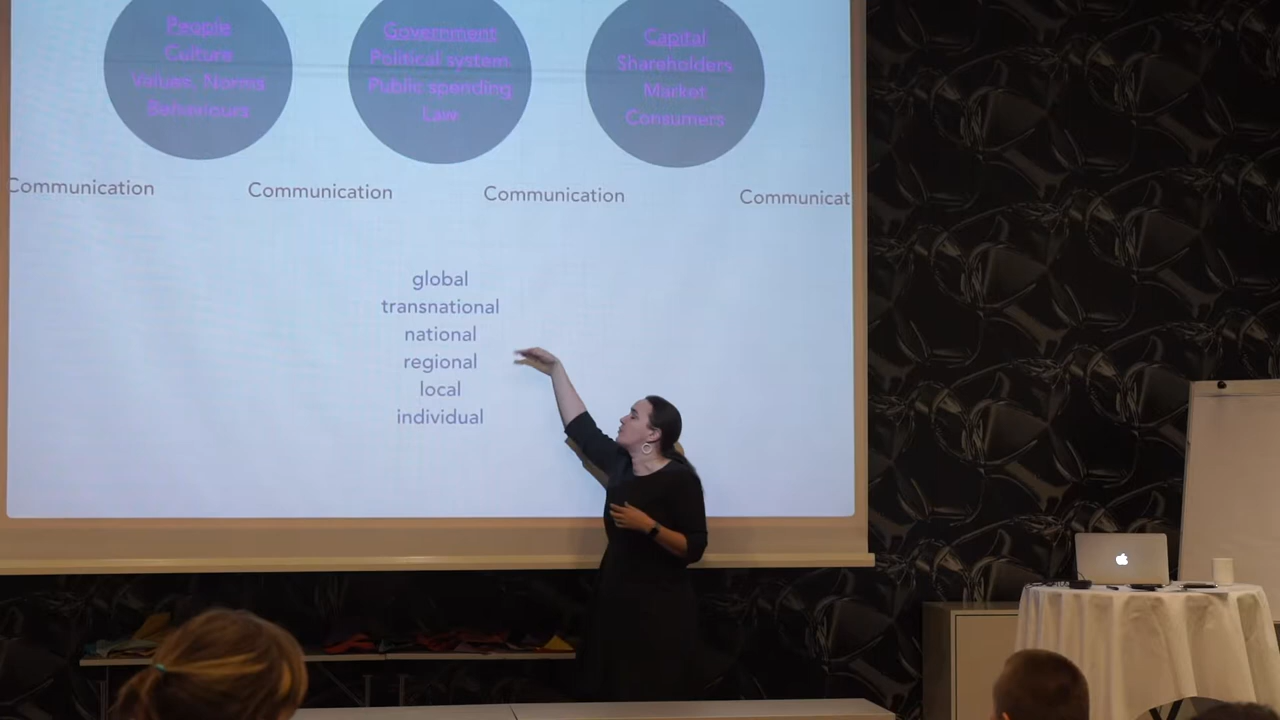 People
Culture
Values, Norms
Behaviours
Government
Political system
Public spending
Law
Capital
Shareholders
Market
Consumers
Communication
Communication
Communication
Communicat
global
transnational
national
regional
local
individual